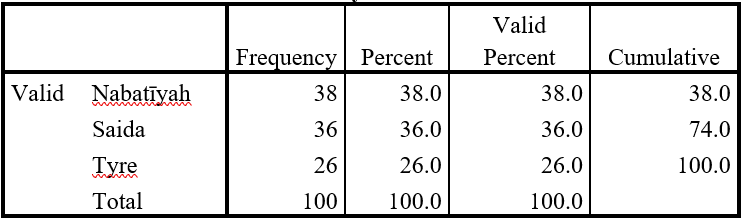 Frequency Percent Valid Percent Cumulative
Valid Nabatīyah 38 38.0 38.0 38.0
Saida 36 36.0 36.0 74.0
Tyre 26 26.0 26.0 100.0
Total 100 100.0 100.0